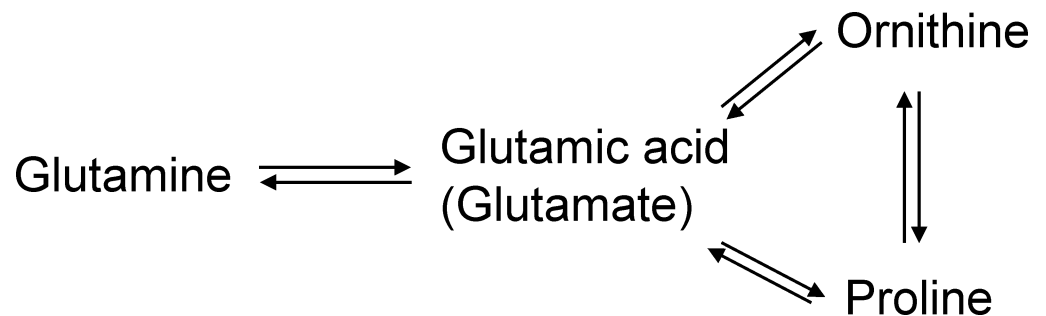 Ornithine
Glutamic acid
(Glutamate)
Glutamine
Proline